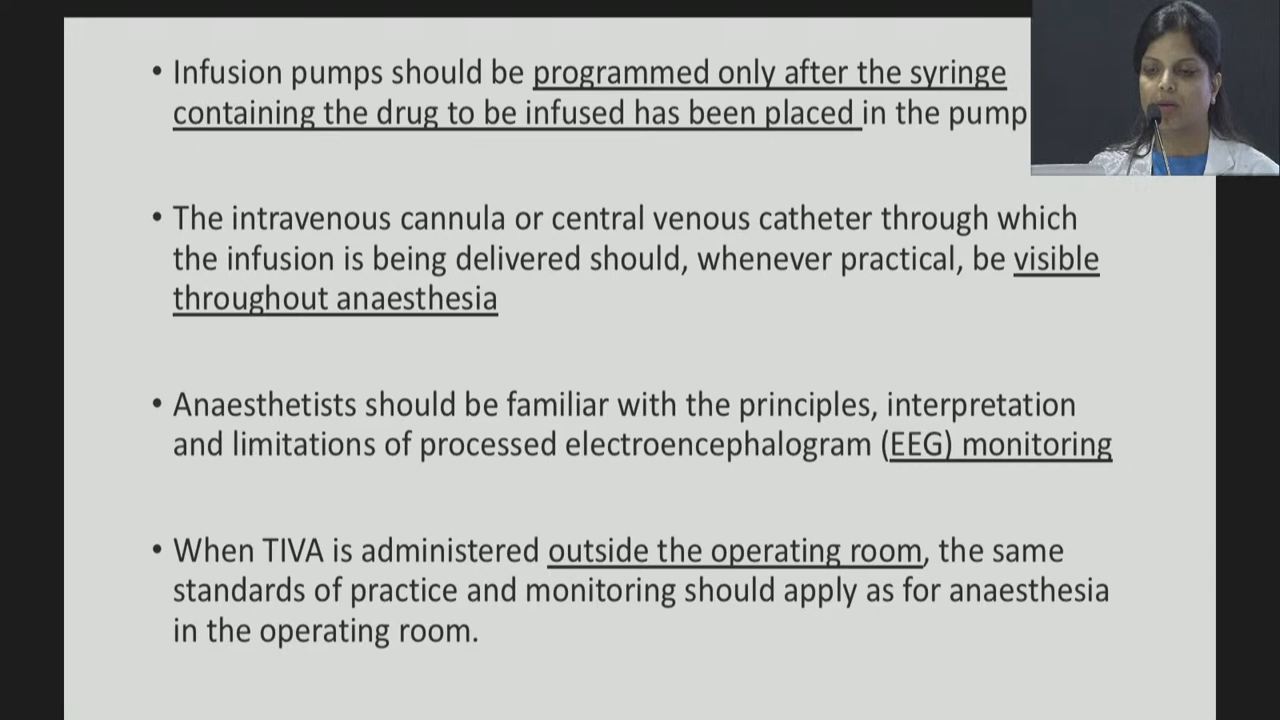 • Infusion pumps should be programmed only after the syringe
containing the drug to be infused has been placed in the pump
• The intravenous cannula or central venous catheter through which
the infusion is being delivered should, whenever practical, be visible
throughout anaesthesia
• Anaesthetists should be familiar with the principles, interpretation
and limitations of processed electroencephalogram (EEG) monitoring
• When TIVA is administered outside the operating room, the same
standards of practice and monitoring should apply as for anaesthesia
in the operating room.